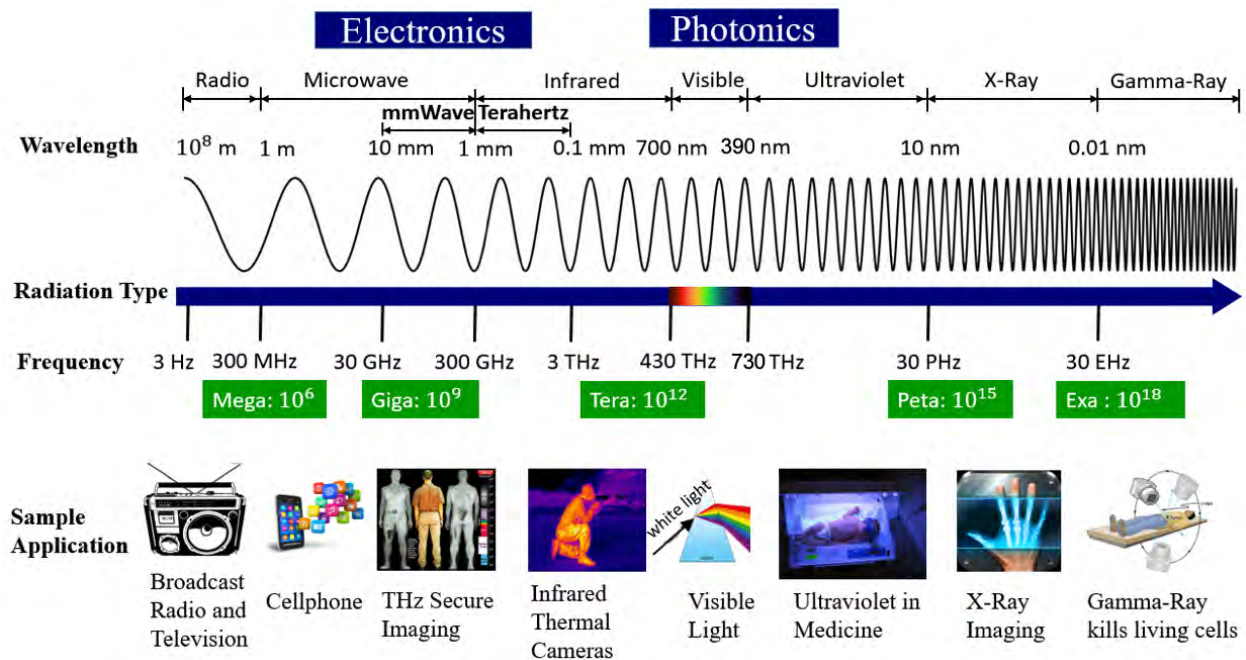 Electronics Photonics
Radio Microwave Infrared Visible Ultraviolet X-Ray Gamma-Ray
mmWave Terahertz
Wavelength 10⁸ m 1 m 10 mm 1 mm 0.1 mm 700 nm 390 nm 10 nm 0.01 nm
Radiation Type
Frequency 3 Hz 300 MHz 30 GHz 300 GHz 3 THz 430 THz 730 THz 30 PHz 30 EHz
Mega: 10⁶ Giga: 10⁹ Tera: 10¹² Peta: 10¹⁵ Exa : 10¹⁸
white light
Sample
Application
Broadcast
Radio and
Television
Cellphone
THz Secure
Imaging
Infrared
Thermal
Cameras
Visible
Light
Ultraviolet in
Medicine
X-Ray
Imaging
Gamma-Ray
kills living cells